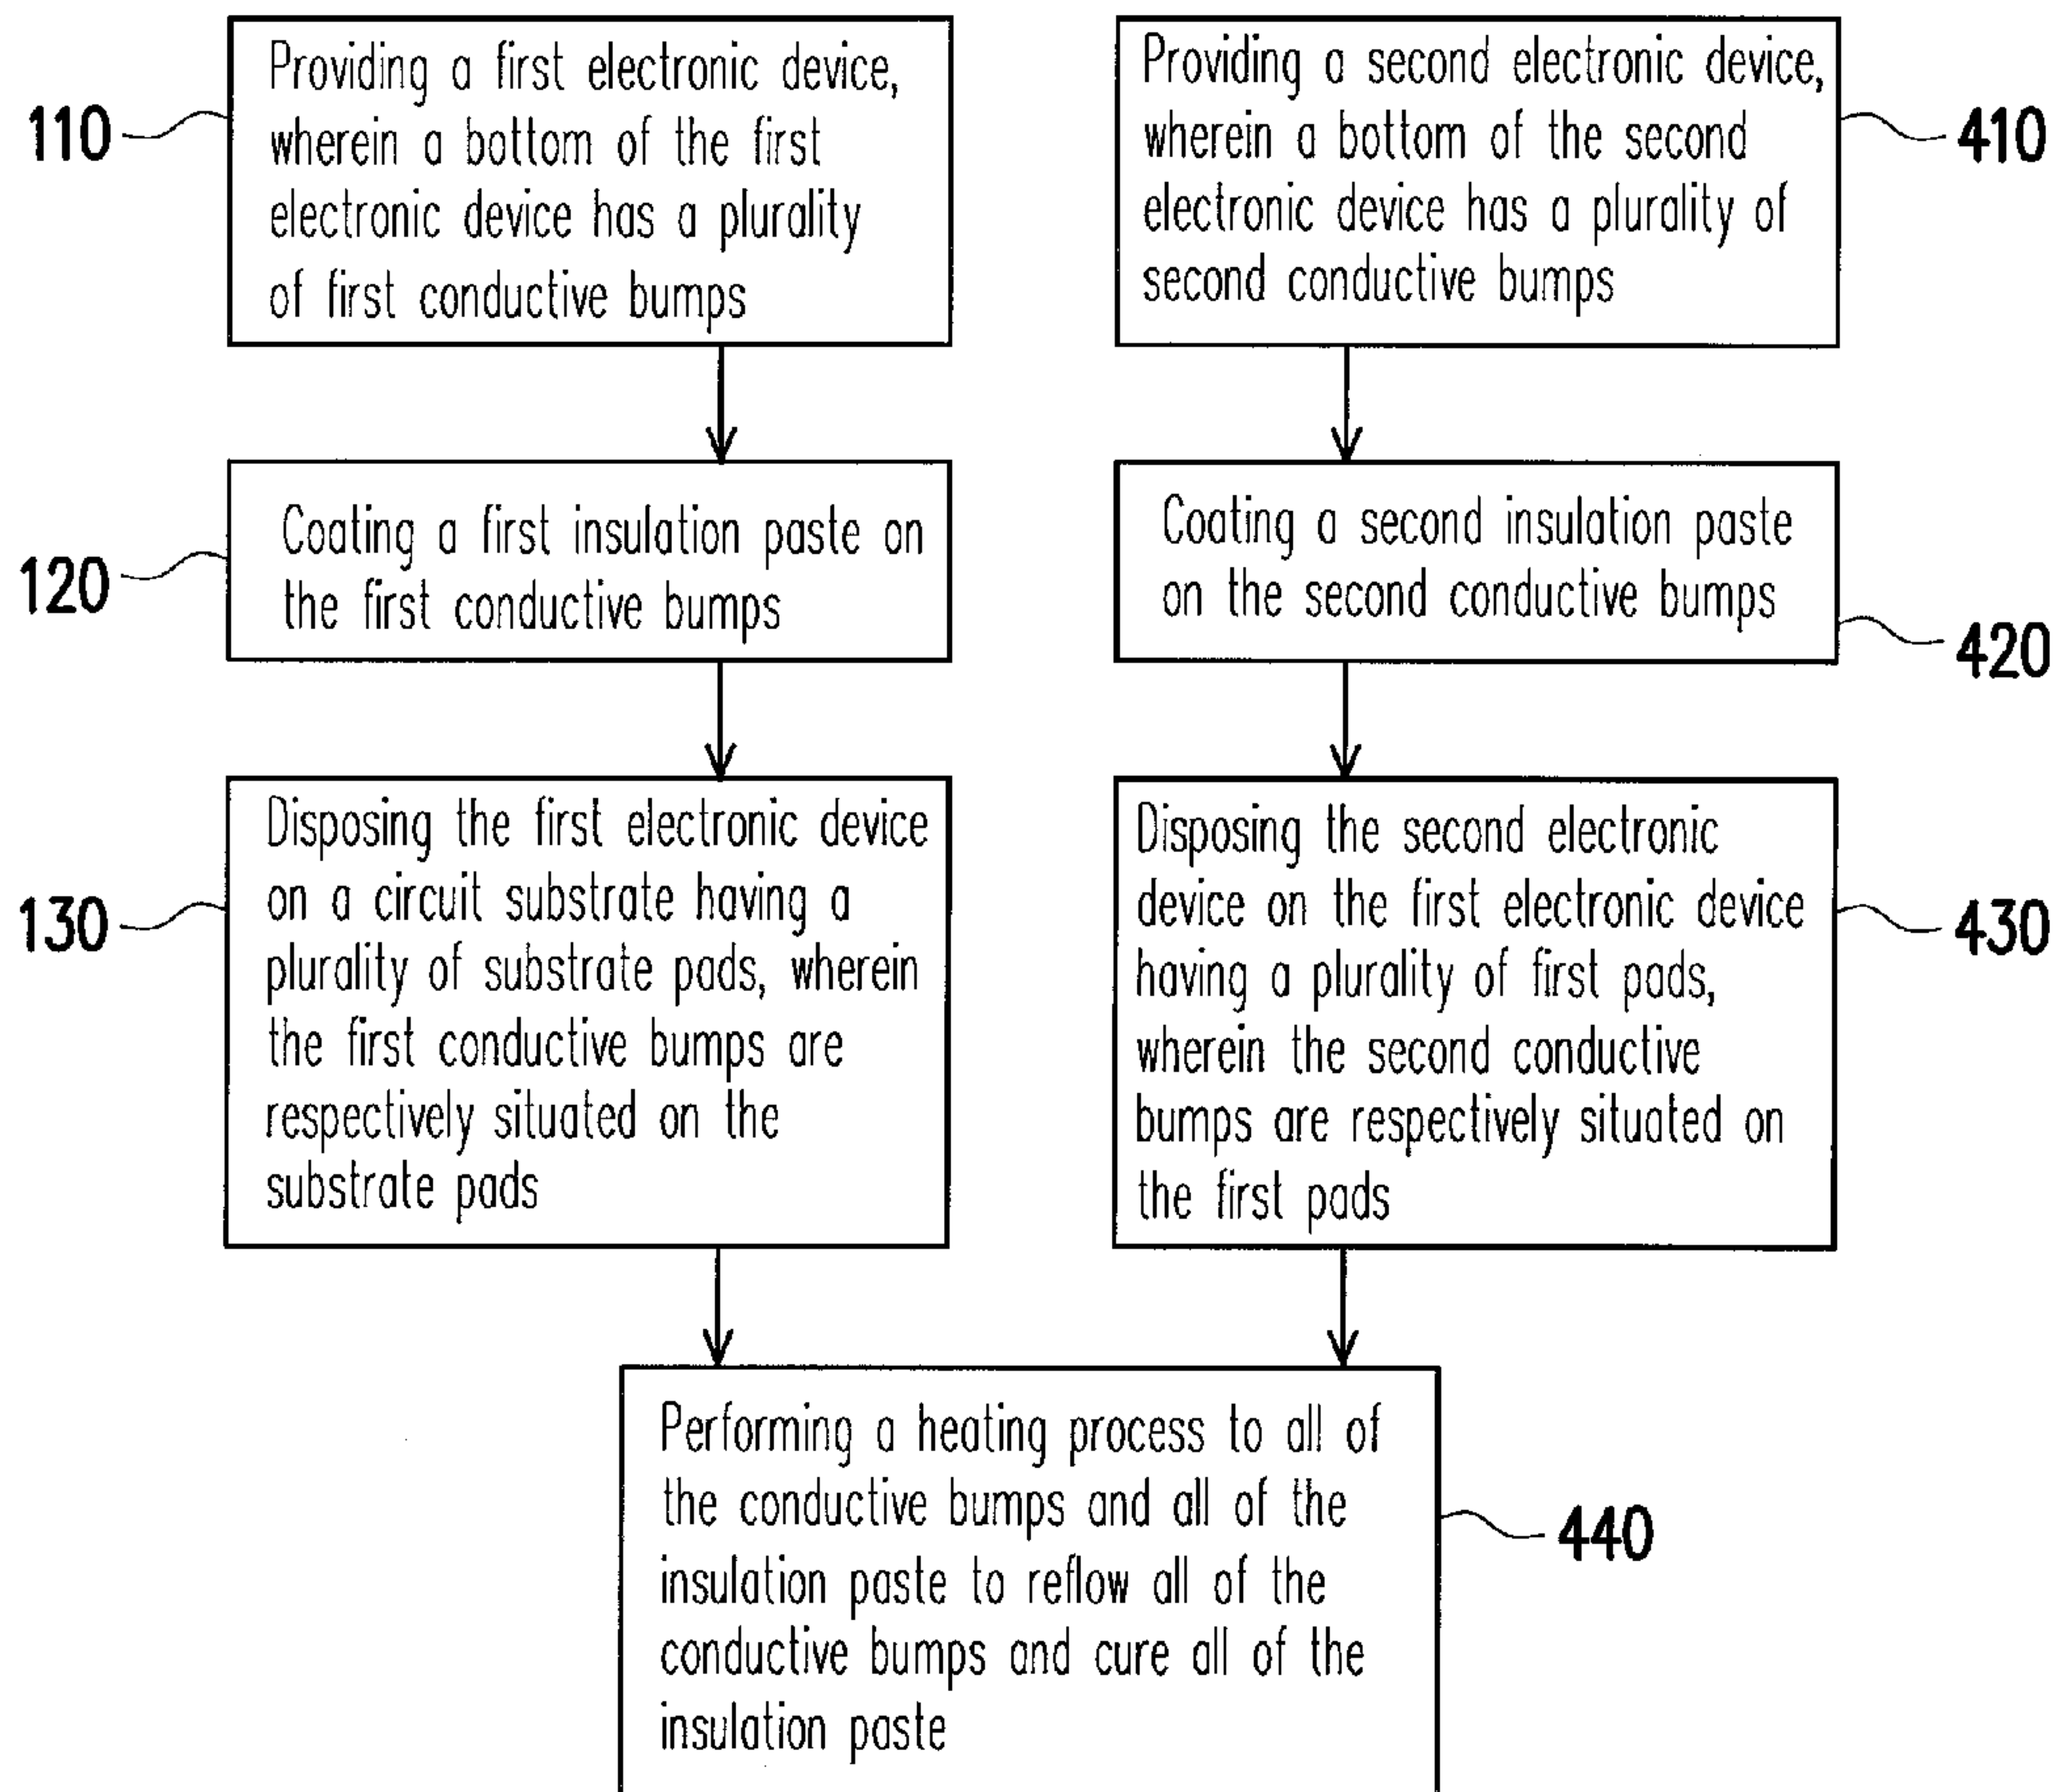 110
Providing a first electronic device,
wherein a bottom of the first
electronic device has a plurality
of first conductive bumps
Providing a second electronic device,
wherein a bottom of the second
electronic device has a plurality of
second conductive bumps
410
120
Coating a first insulation paste on
the first conductive bumps
Coating a second insulation paste
on the second conductive bumps
420
130
Disposing the first electronic device
on a circuit substrate having a
plurality of substrate pads, wherein
the first conductive bumps are
respectively situated on the
substrate pads
Disposing the second electronic
device on the first electronic device
having a plurality of first pads,
wherein the second conductive
bumps are respectively situated on
the first pads
430
Performing a heating process to all of
the conductive bumps and all of the
insulation paste to reflow all of the
conductive bumps and cure all of the
insulation paste
440